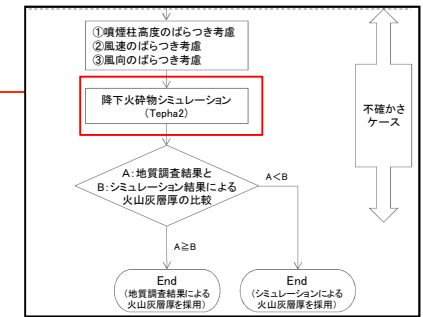 ①噴煙柱高度のばらつき考慮
②風速のばらつき考慮
③風向のばらつき考慮
降下火砕物シミュレーション
(Tepha2)
不確かさ
ケース
A:地質調査結果と
B:シミュレーション結果による
火山灰層厚の比較
A<B
A≧B
End
(地質調査結果による
火山灰層厚を採用)
End
(シミュレーションによる
火山灰層厚を採用)